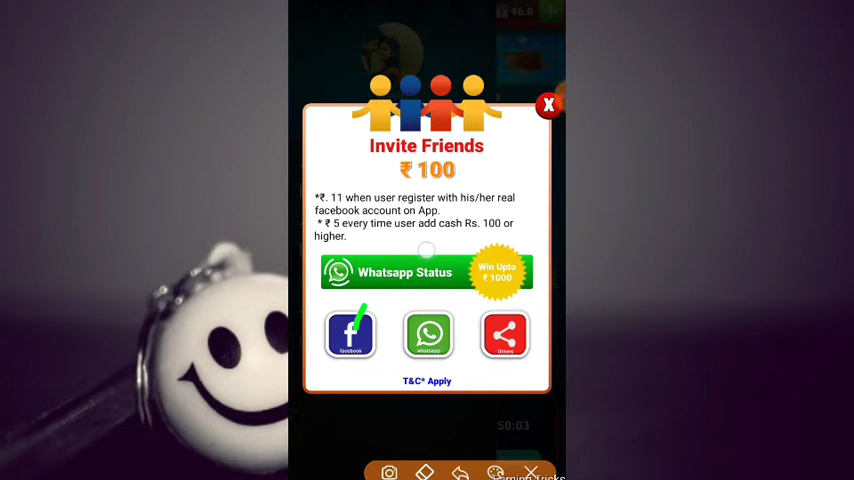 46.0
X
Invite Friends
₹ 100
*₹. 11 when user register with his/her real
facebook account on App.
* ₹ 5 every time user add cash Rs. 100 or
higher.
Whatsapp Status
Win Upto
₹ 1000
facebook
whatsapp
Others
T&C* Apply
50:03
Earning Tricks